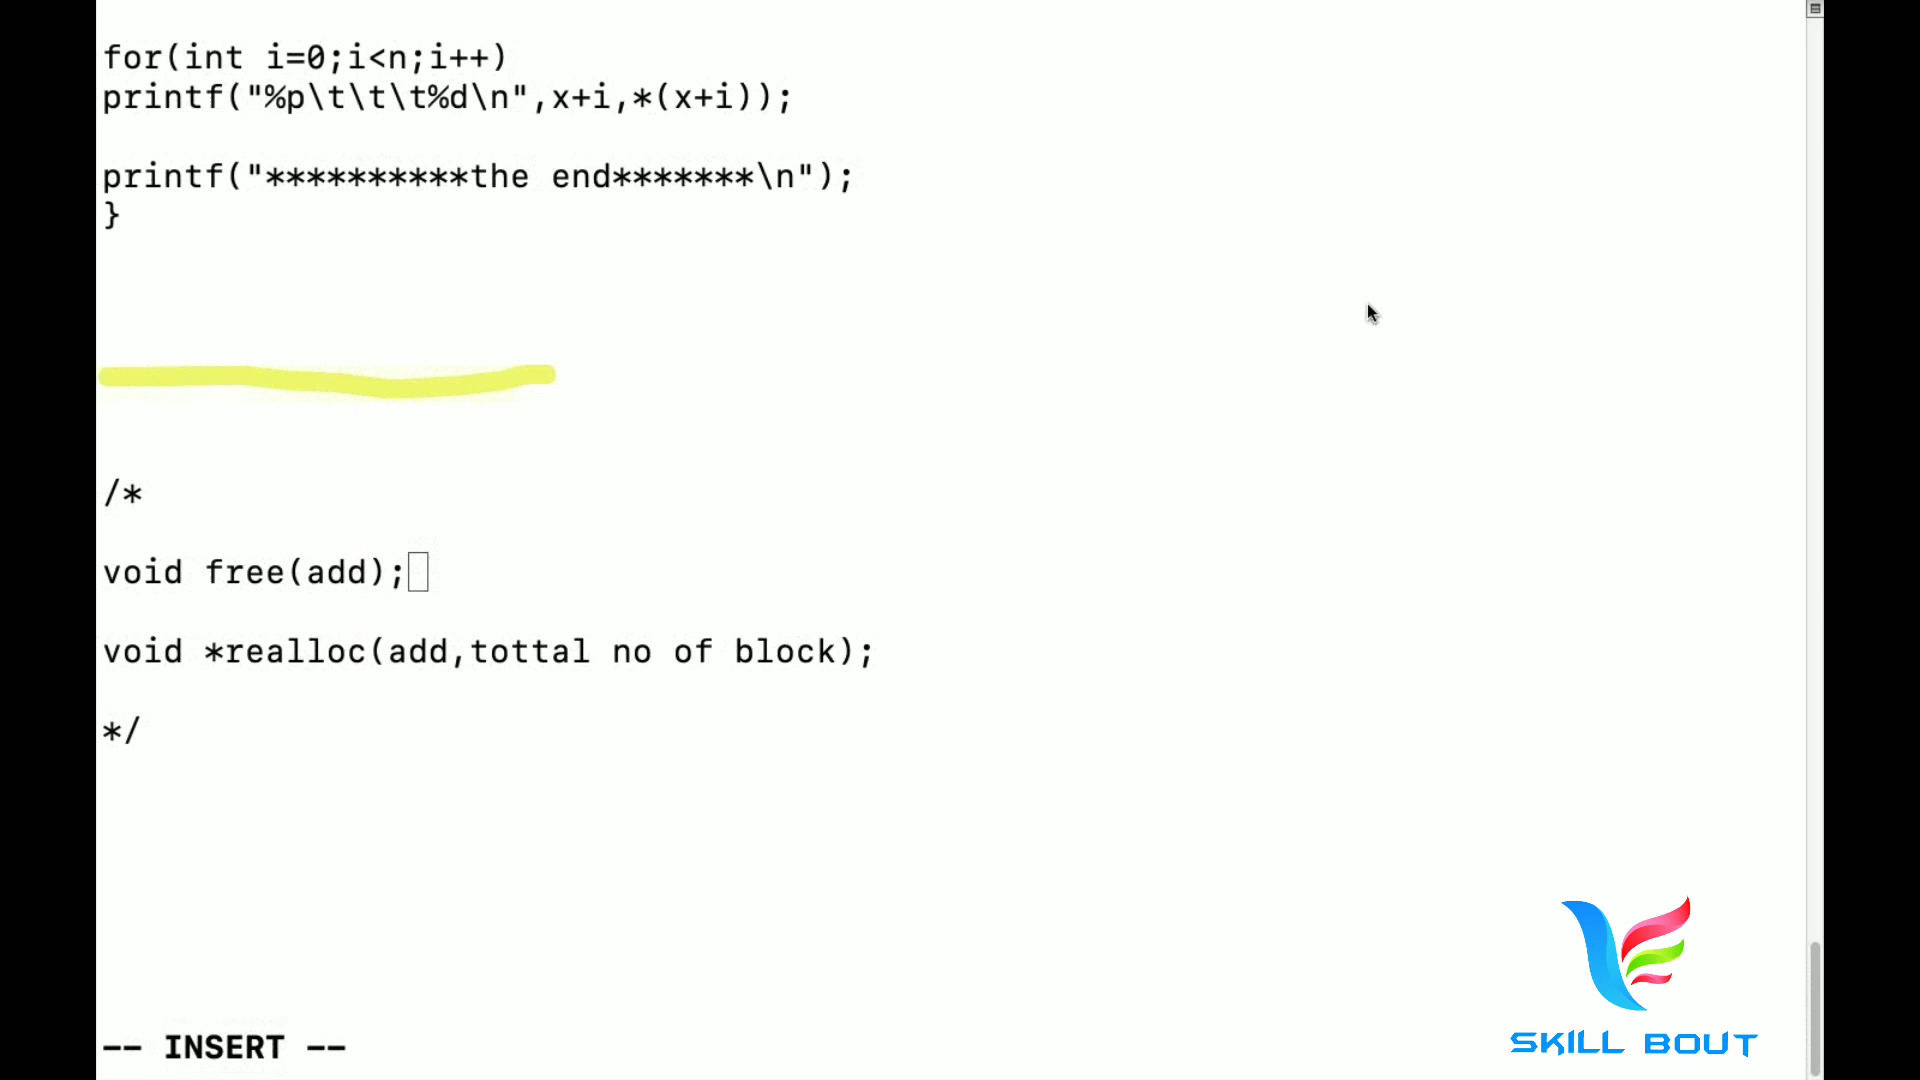 for(int i=0;i<n;i++)
printf("%p\t\t\t%d\n",x+i,*(x+i));
printf("**********the end*******\n");
}
/*
void free(add);
void *realloc(add,tottal no of block);
*/
-- INSERT --
SKILL BOUT